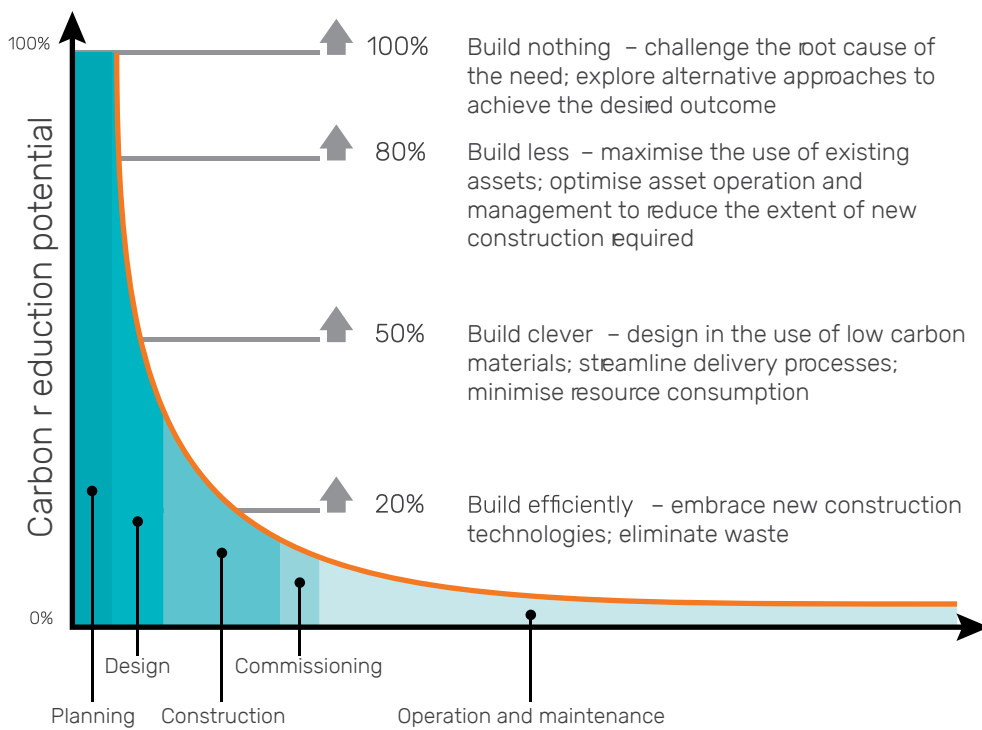 100%
100%
Build nothing – challenge the root cause of
the need; explore alternative approaches to
achieve the desired outcome
80%
Build less – maximise the use of existing
assets; optimise asset operation and
management to reduce the extent of new
construction required
50%
Build clever – design in the use of low carbon
materials; streamline delivery processes;
minimise resource consumption
20%
Build efficiently – embrace new construction
technologies; eliminate waste
Carbon reduction potential
0%
Design
Commissioning
Planning
Construction
Operation and maintenance